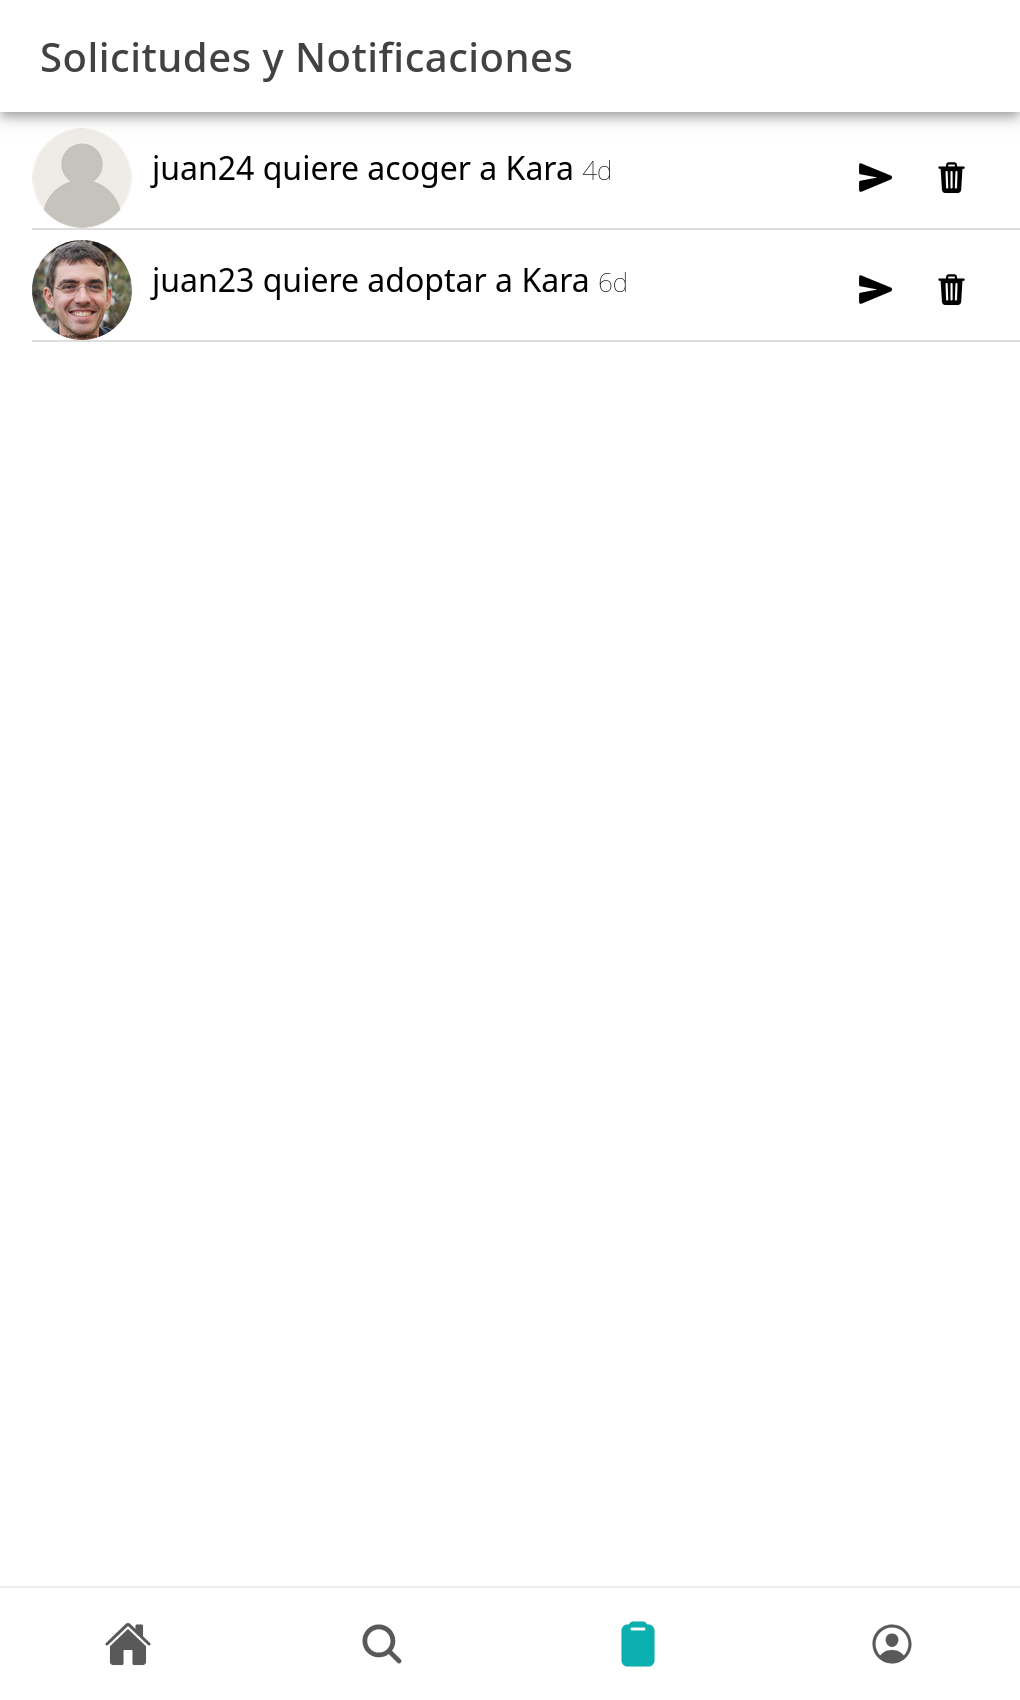 Solicitudes y Notificaciones
juan24 quiere acoger a Kara 4d
juan23 quiere adoptar a Kara 6d